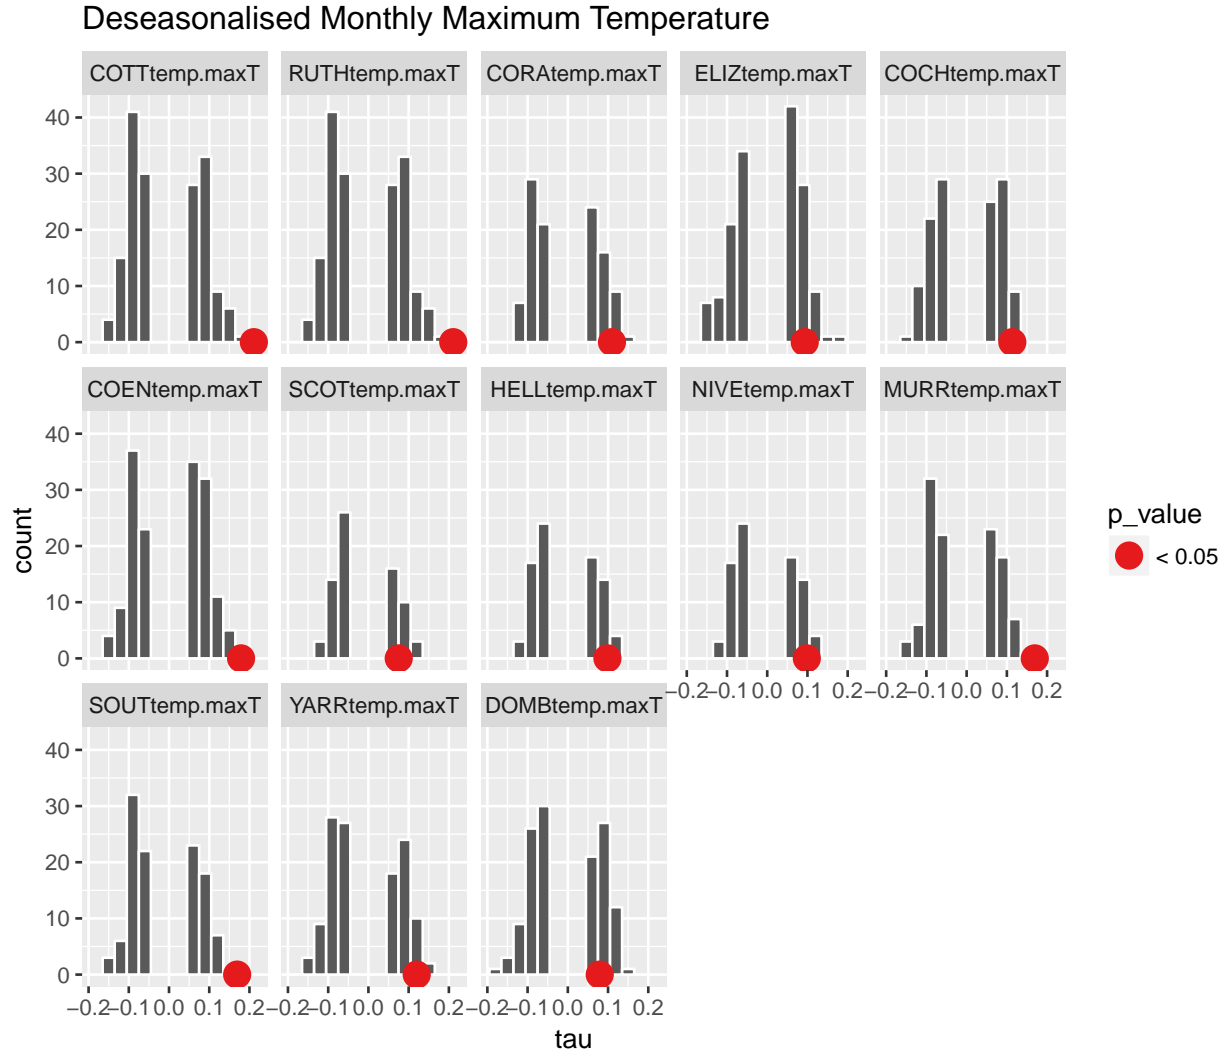 Deseasonalised Monthly Maximum Temperature
COTTtemp.maxT RUTHtemp.maxT CORAtemp.maxT ELIZtemp.maxT COCHtemp.maxT
40
30
20
10
0
COENtemp.maxT SCOTtemp.maxT HELLtemp.maxT NIVEtemp.maxT MURRtemp.maxT
40
30
20
10
0
−0.2 −0.1 0.0 0.1 0.2 −0.2 −0.1 0.0 0.1 0.2
SOUTtemp.maxT YARRtemp.maxT DOMBtemp.maxT
40
30
20
10
0
−0.2 −0.1 0.0 0.1 0.2 −0.2 −0.1 0.0 0.1 0.2 −0.2 −0.1 0.0 0.1 0.2
tau
count
p_value
< 0.05